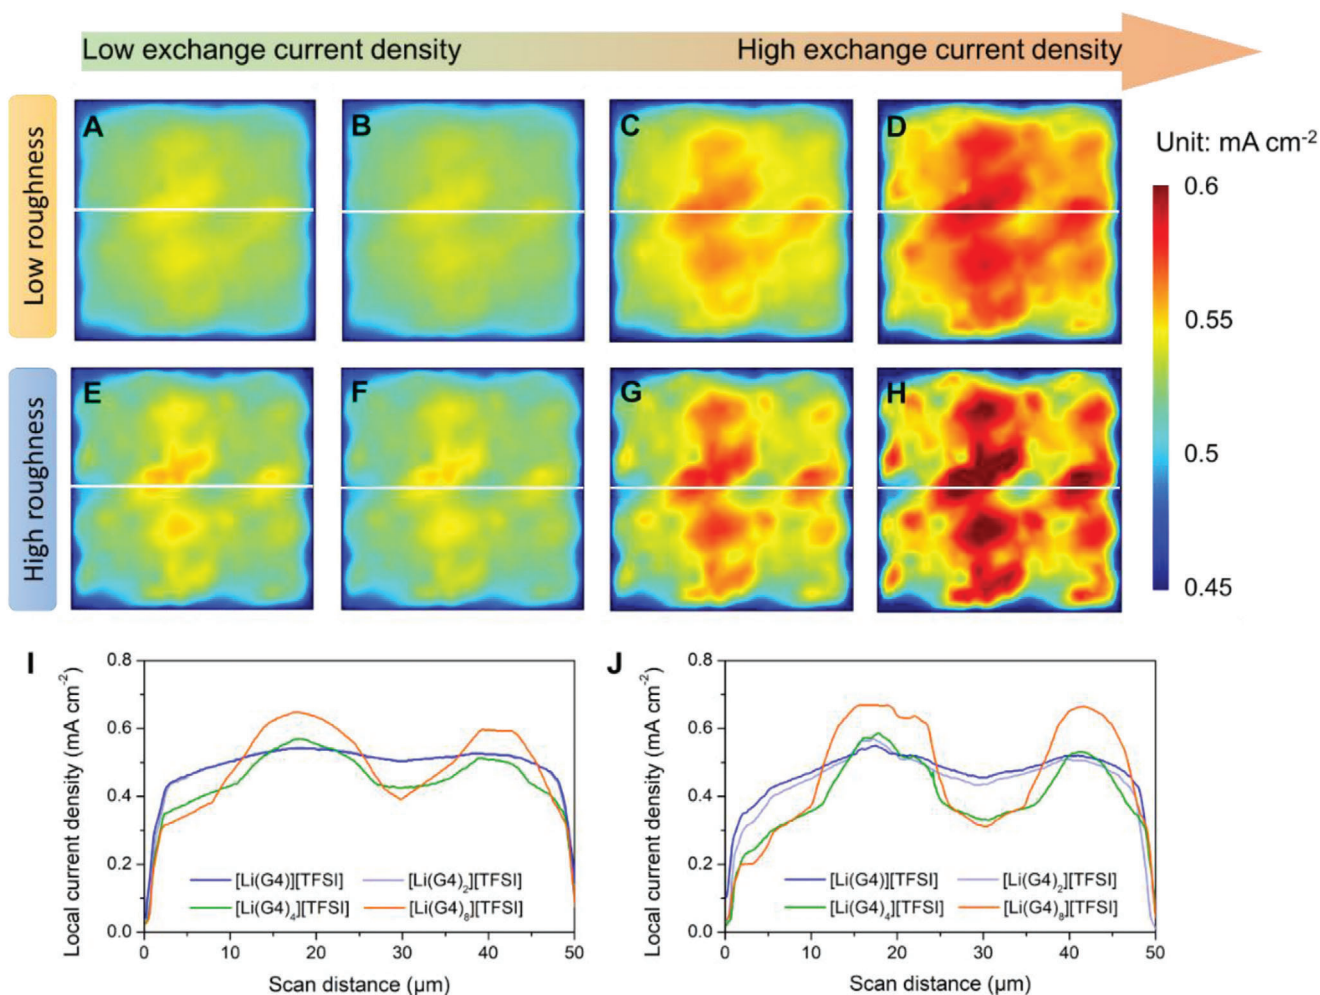 Low exchange current density High exchange current density
Low roughness
A B C D
Unit: mA cm⁻²
0.6
0.55
0.5
0.45
High roughness
E F G H
I
Local current density (mA cm⁻²)
0.8
0.6
0.4
0.2
0.0
[Li(G4)][TFSI] [Li(G4)₂][TFSI]
[Li(G4)₄][TFSI] [Li(G4)₈][TFSI]
0 10 20 30 40 50
Scan distance (μm)
J
Local current density (mA cm⁻²)
0.8
0.6
0.4
0.2
0.0
[Li(G4)][TFSI] [Li(G4)₂][TFSI]
[Li(G4)₄][TFSI] [Li(G4)₈][TFSI]
0 10 20 30 40 50
Scan distance (μm)